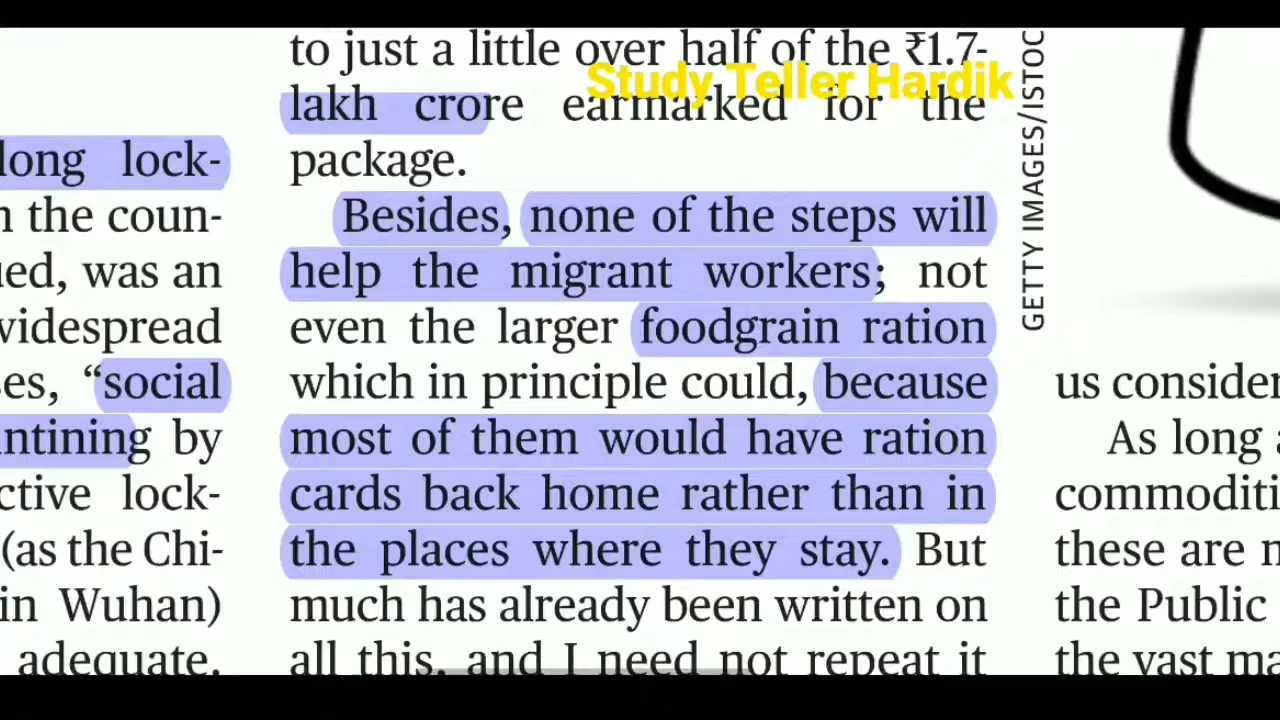 long lock-
n the coun-
ued, was an
widespread
ses, “social
antining by
ctive lock-
(as the Chi-
in Wuhan)
adequate.
to just a little over half of the ₹1.7-
lakh crore earmarked for the
package.
Besides, none of the steps will
help the migrant workers; not
even the larger foodgrain ration
which in principle could, because
most of them would have ration
cards back home rather than in
the places where they stay. But
much has already been written on
all this, and I need not repeat it
Study Teller Hardik
GETTY IMAGES/ISTOC
us consider
As long a
commoditi
these are n
the Public
the vast ma